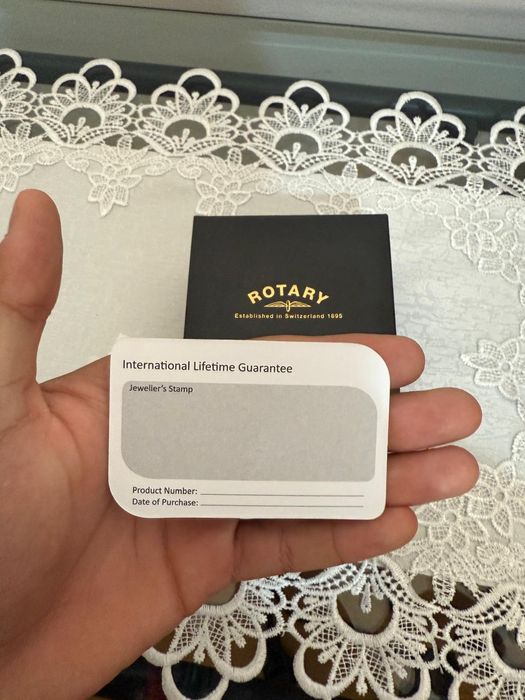 ROTARY
Established in Switzerland 1895
International Lifetime Guarantee
Jeweller's Stamp
Product Number:
Date of Purchase: